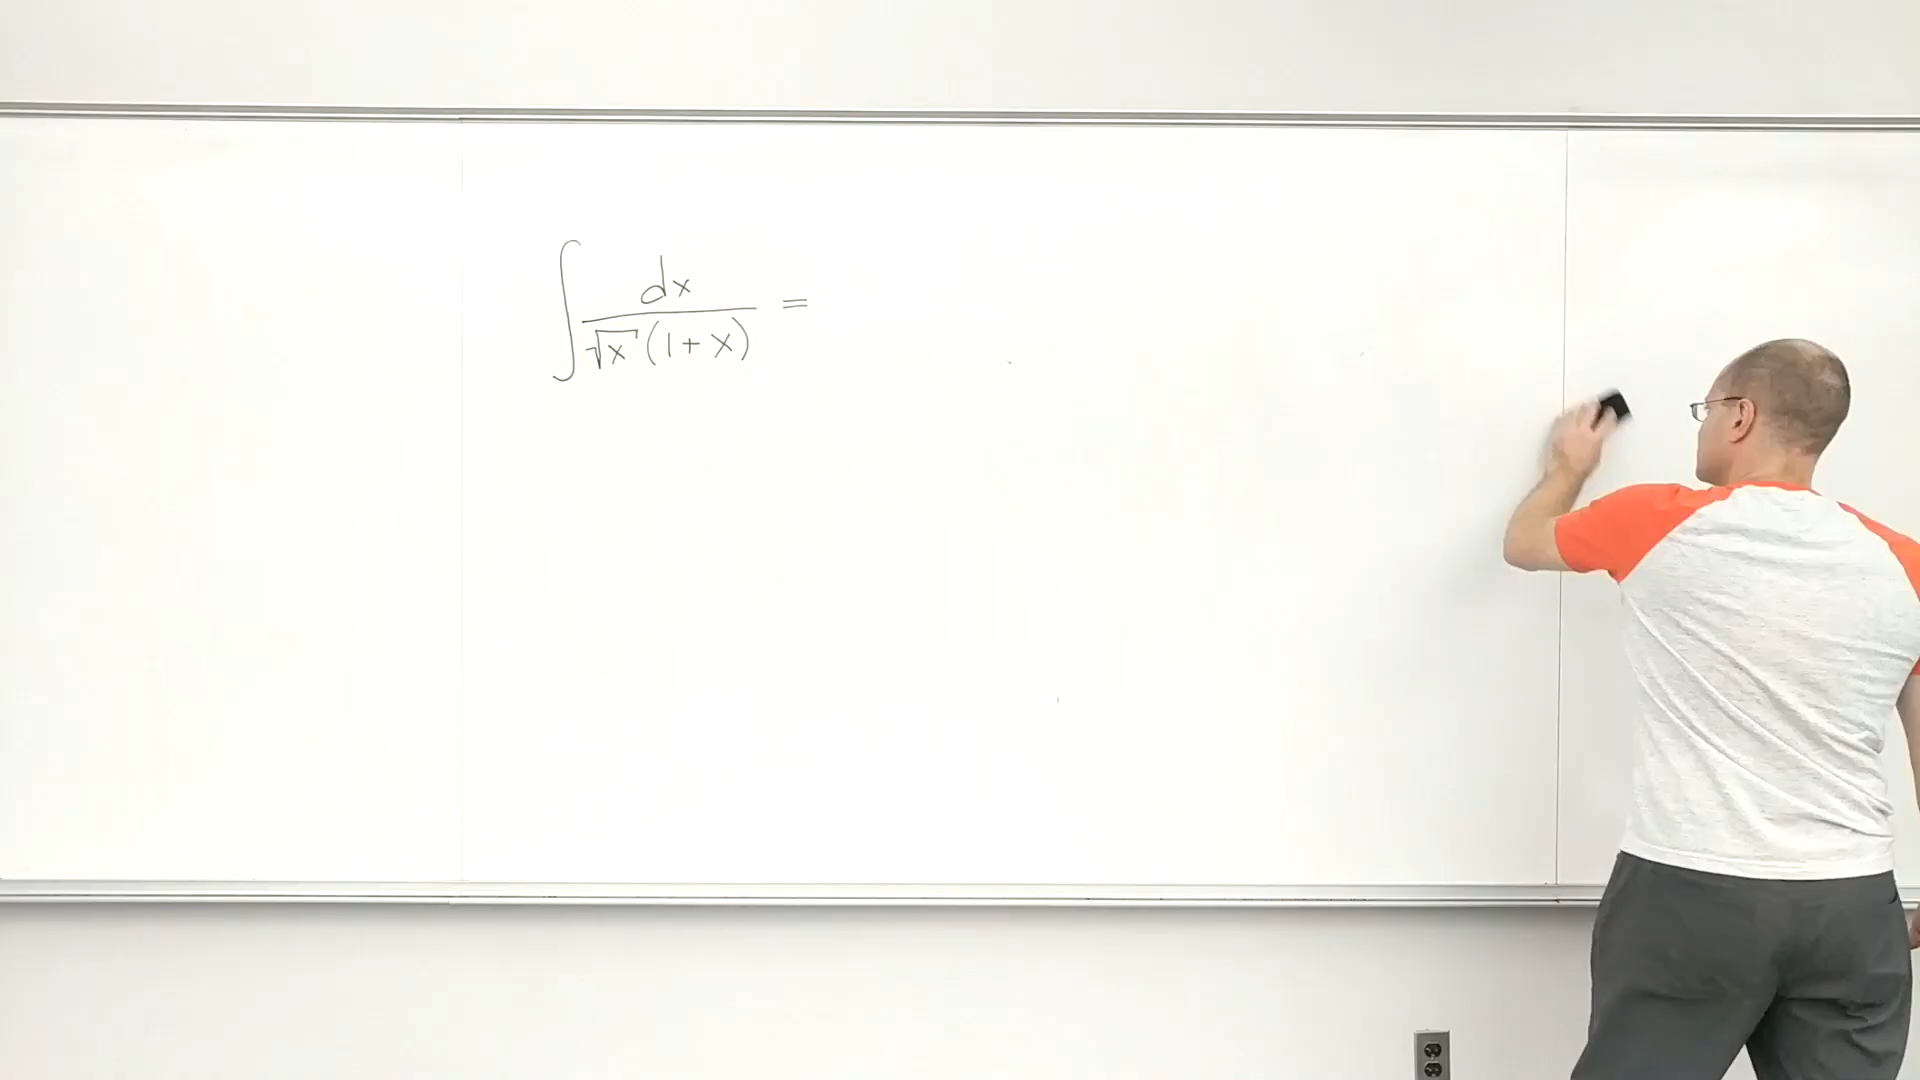 ∫ dx / √x (1 + x) =